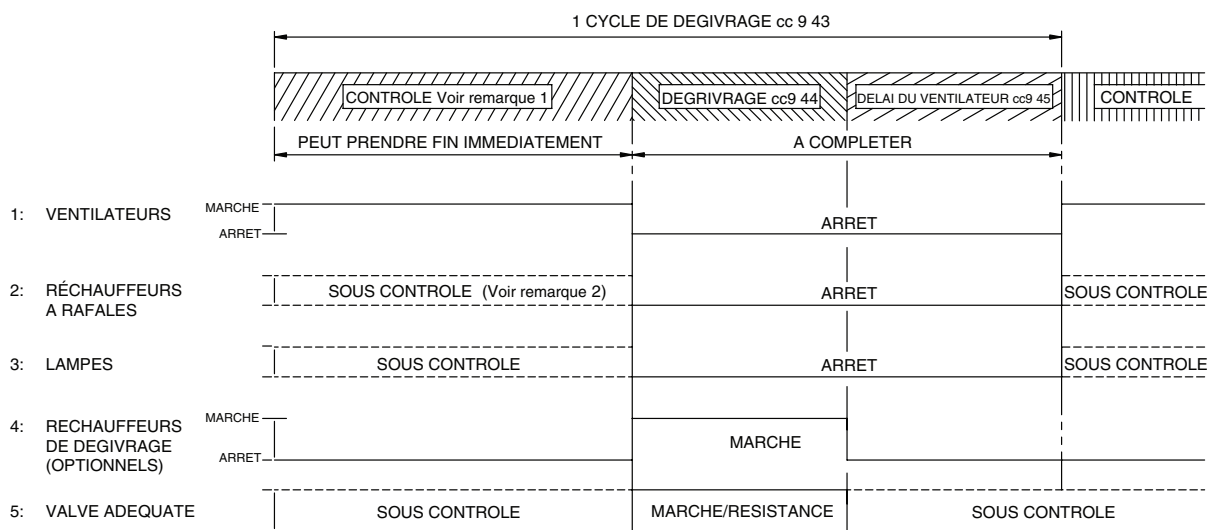 1 CYCLE DE DEGIVRAGE cc 9 43
CONTROLE Voir remarque 1
DEGRIVRAGE cc9 44
DELAI DU VENTILATEUR cc9 45
CONTROLE
PEUT PRENDRE FIN IMMEDIATEMENT
A COMPLETER
1: VENTILATEURS
MARCHE
ARRET
ARRET
2: RÉCHAUFFEURS
A RAFALES
SOUS CONTROLE (Voir remarque 2)
ARRET
SOUS CONTROLE
3: LAMPES
SOUS CONTROLE
ARRET
SOUS CONTROLE
4: RECHAUFFEURS
DE DEGIVRAGE
(OPTIONNELS)
MARCHE
ARRET
MARCHE
5: VALVE ADEQUATE
SOUS CONTROLE
MARCHE/RESISTANCE
SOUS CONTROLE